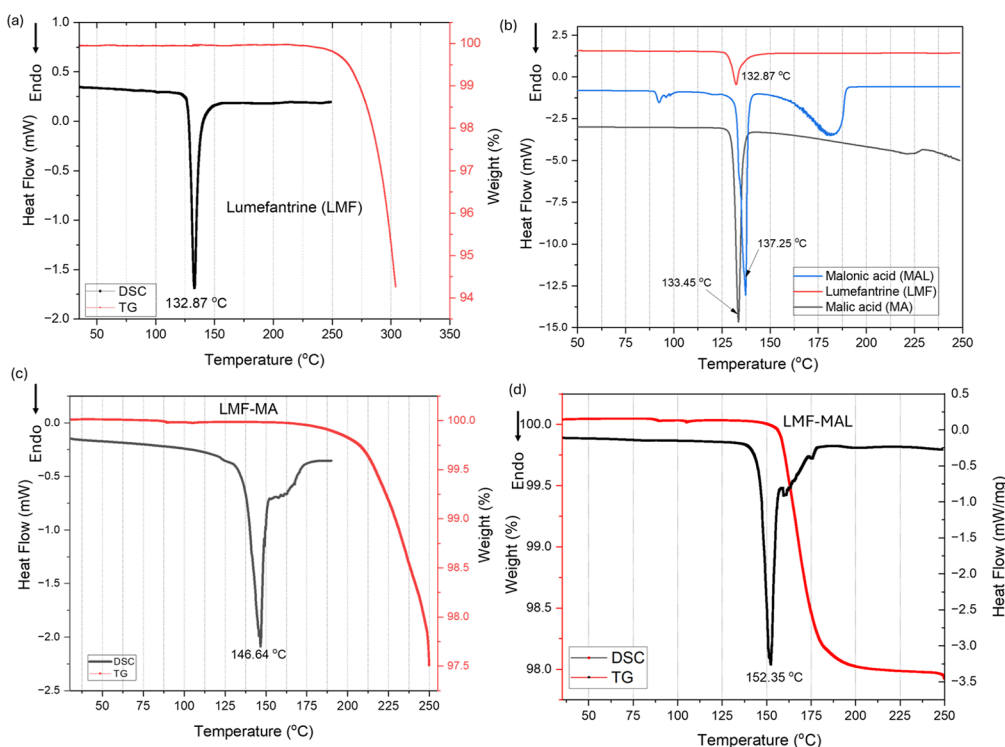 (a)
Endo
Heat Flow (mW)
1.0
0.5
0.0
−0.5
−1.0
−1.5
−2.0
100
99
98
97
96
95
94
Weight (%)
Lumefantrine (LMF)
DSC
TG
132.87 °C
50 100 150 200 250 300 350
Temperature (°C)
(b)
Endo
Heat Flow (mW)
2.5
0.0
−2.5
−5.0
−7.5
−10.0
−12.5
−15.0
132.87 °C
137.25 °C
133.45 °C
Malonic acid (MAL)
Lumefantrine (LMF)
Malic acid (MA)
50 75 100 125 150 175 200 225 250
Temperature (°C)
(c)
Endo
Heat Flow (mW)
0.0
−0.5
−1.0
−1.5
−2.0
−2.5
LMF-MA
100.0
99.5
99.0
98.5
98.0
97.5
Weight (%)
146.64 °C
DSC
TG
50 75 100 125 150 175 200 225 250
Temperature (°C)
(d)
Endo
Weight (%)
100.0
99.5
99.0
98.5
98.0
LMF-MAL
0.5
0.0
−0.5
−1.0
−1.5
−2.0
−2.5
−3.0
−3.5
Heat Flow (mW/mg)
DSC
TG
152.35 °C
50 75 100 125 150 175 200 225 250
Temperature (°C)